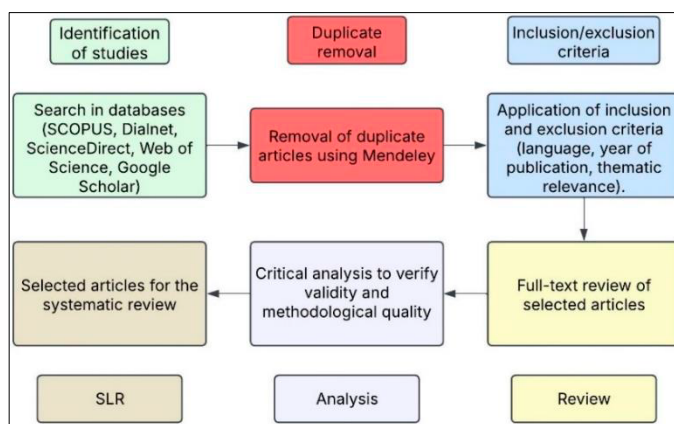 Identification
of studies
Duplicate
removal
Inclusion/exclusion
criteria
Search in databases
(SCOPUS, Dialnet,
ScienceDirect, Web of
Science, Google
Scholar)
Removal of duplicate
articles using Mendeley
Application of inclusion
and exclusion criteria
(language, year of
publication, thematic
relevance).
Selected articles for the
systematic review
Critical analysis to verify
validity and
methodological quality
Full-text review of
selected articles
SLR
Analysis
Review